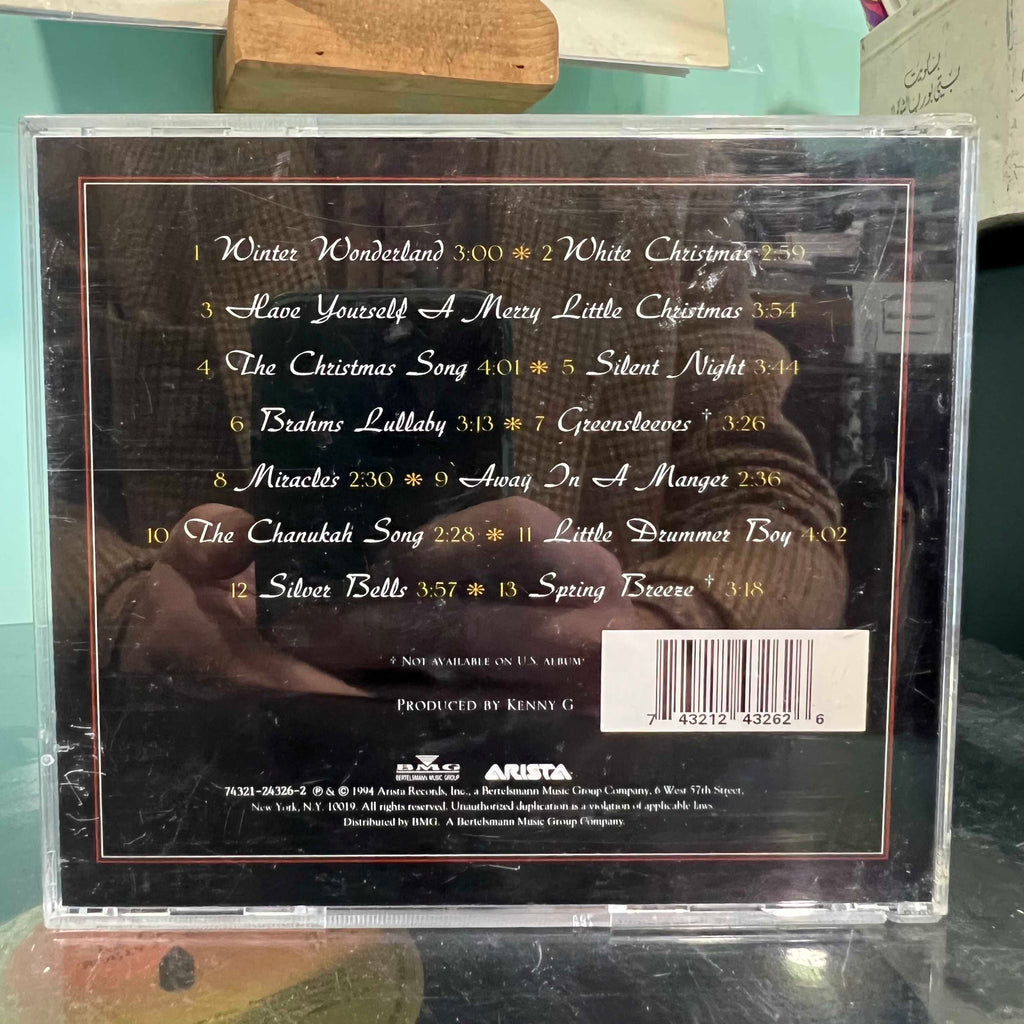 1 Winter Wonderland 3:00 * 2 White Christmas 2:59
3 Have Yourself A Merry Little Christmas 3:54
4 The Christmas Song 4:01 * 5 Silent Night 3:44
6 Brahms Lullaby 3:13 * 7 Greensleeves † 3:26
8 Miracles 2:30 * 9 Away In A Manger 2:36
10 The Chanukah Song 2:28 * 11 Little Drummer Boy 4:02
12 Silver Bells 3:57 * 13 Spring Breeze † 3:18
† NOT AVAILABLE ON U.S. ALBUM
PRODUCED BY KENNY G
7 43212 43262 6
BMG ARISTA
BERTELSMANN MUSIC GROUP
74321-24326-2 ℗ & © 1994 Arista Records, Inc., a Bertelsmann Music Group Company, 6 West 57th Street,
New York, N.Y. 10019. All rights reserved. Unauthorized duplication is a violation of applicable laws.
Distributed by BMG. A Bertelsmann Music Group Company.